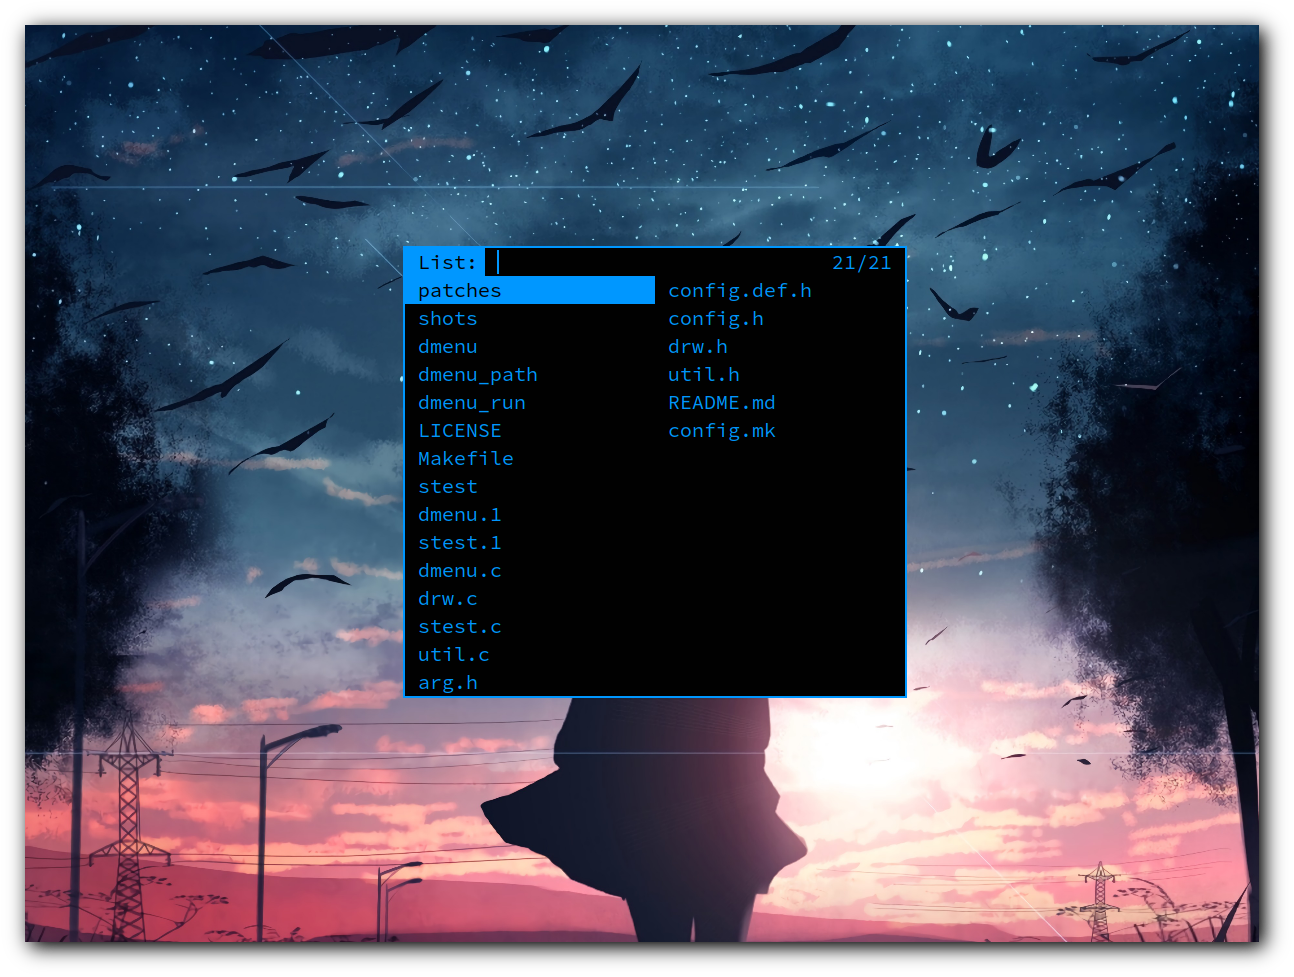 List: 21/21
patches
shots
dmenu
dmenu_path
dmenu_run
LICENSE
Makefile
stest
dmenu.1
stest.1
dmenu.c
drw.c
stest.c
util.c
arg.h
config.def.h
config.h
drw.h
util.h
README.md
config.mk